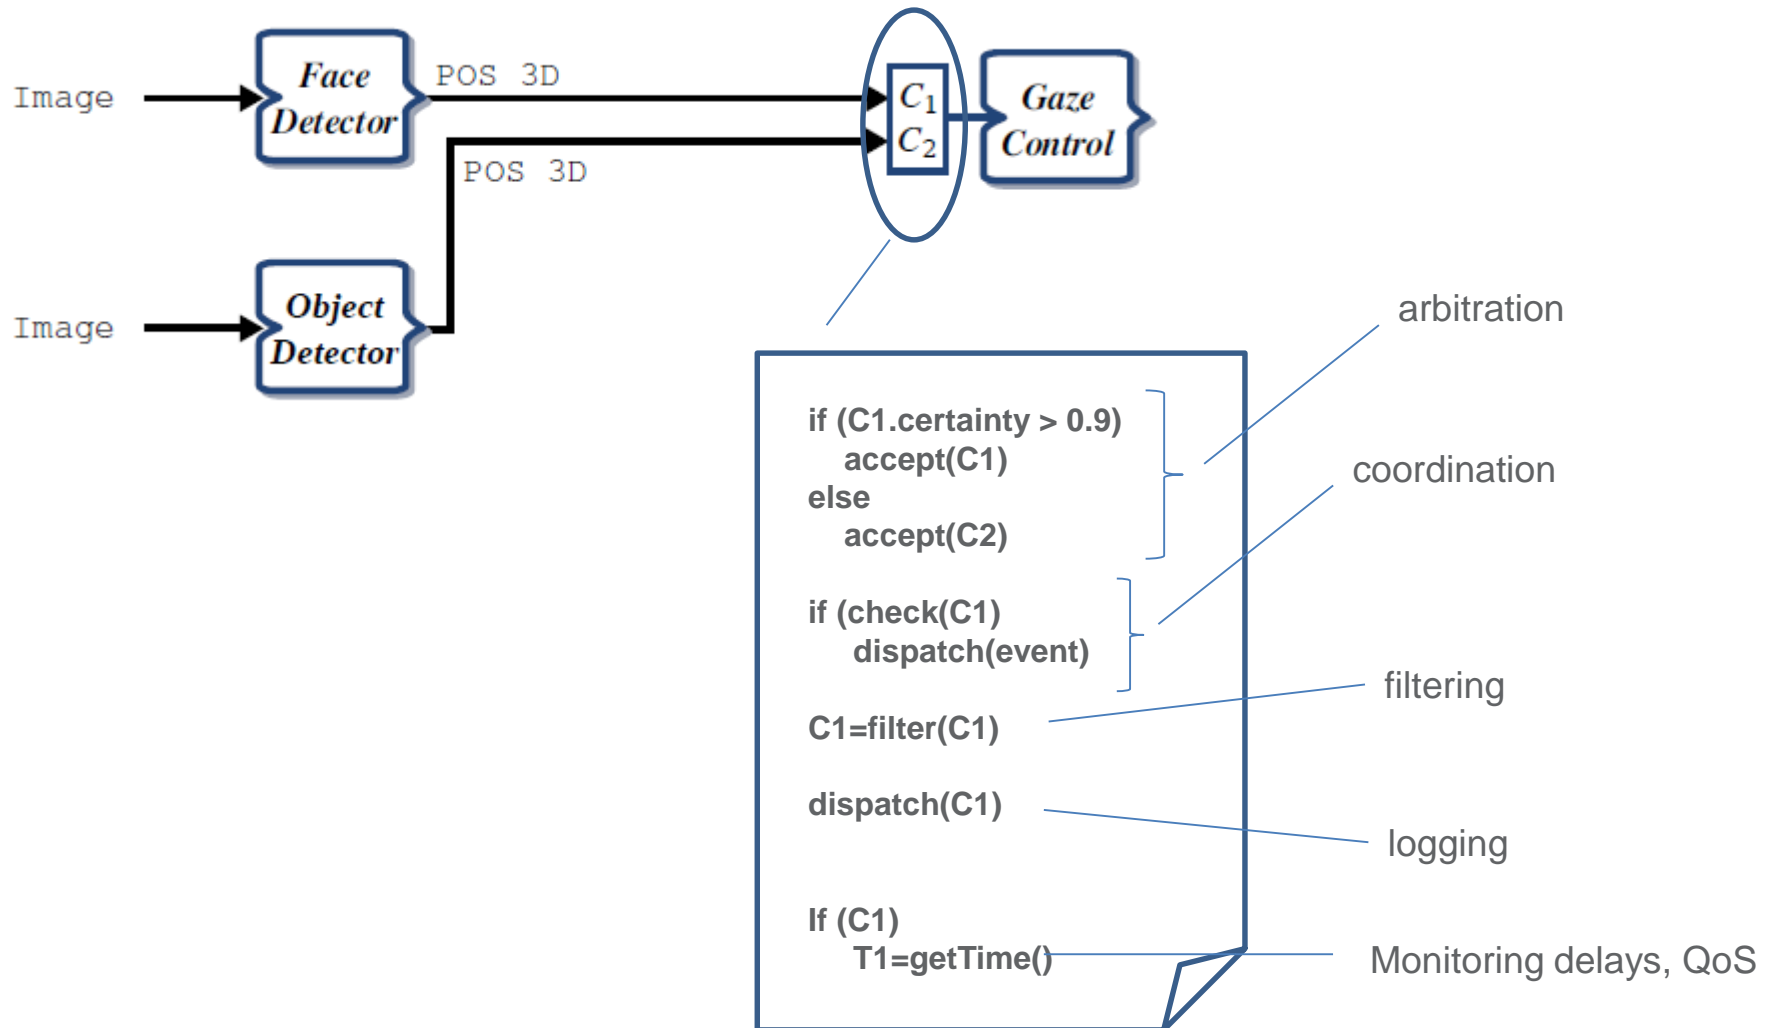 Image
Face
Detector
POS 3D
C1
C2
Gaze
Control
POS 3D
Image
Object
Detector
if (C1.certainty > 0.9)
accept(C1)
else
accept(C2)
if (check(C1)
dispatch(event)
C1=filter(C1)
dispatch(C1)
If (C1)
T1=getTime()
arbitration
coordination
filtering
logging
Monitoring delays, QoS